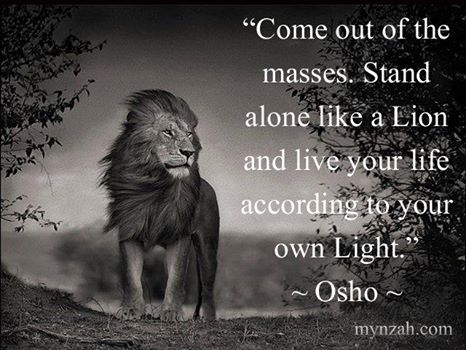 “Come out of the
masses. Stand
alone like a Lion
and live your life
according to your
own Light.”
~ Osho ~
mynzah.com